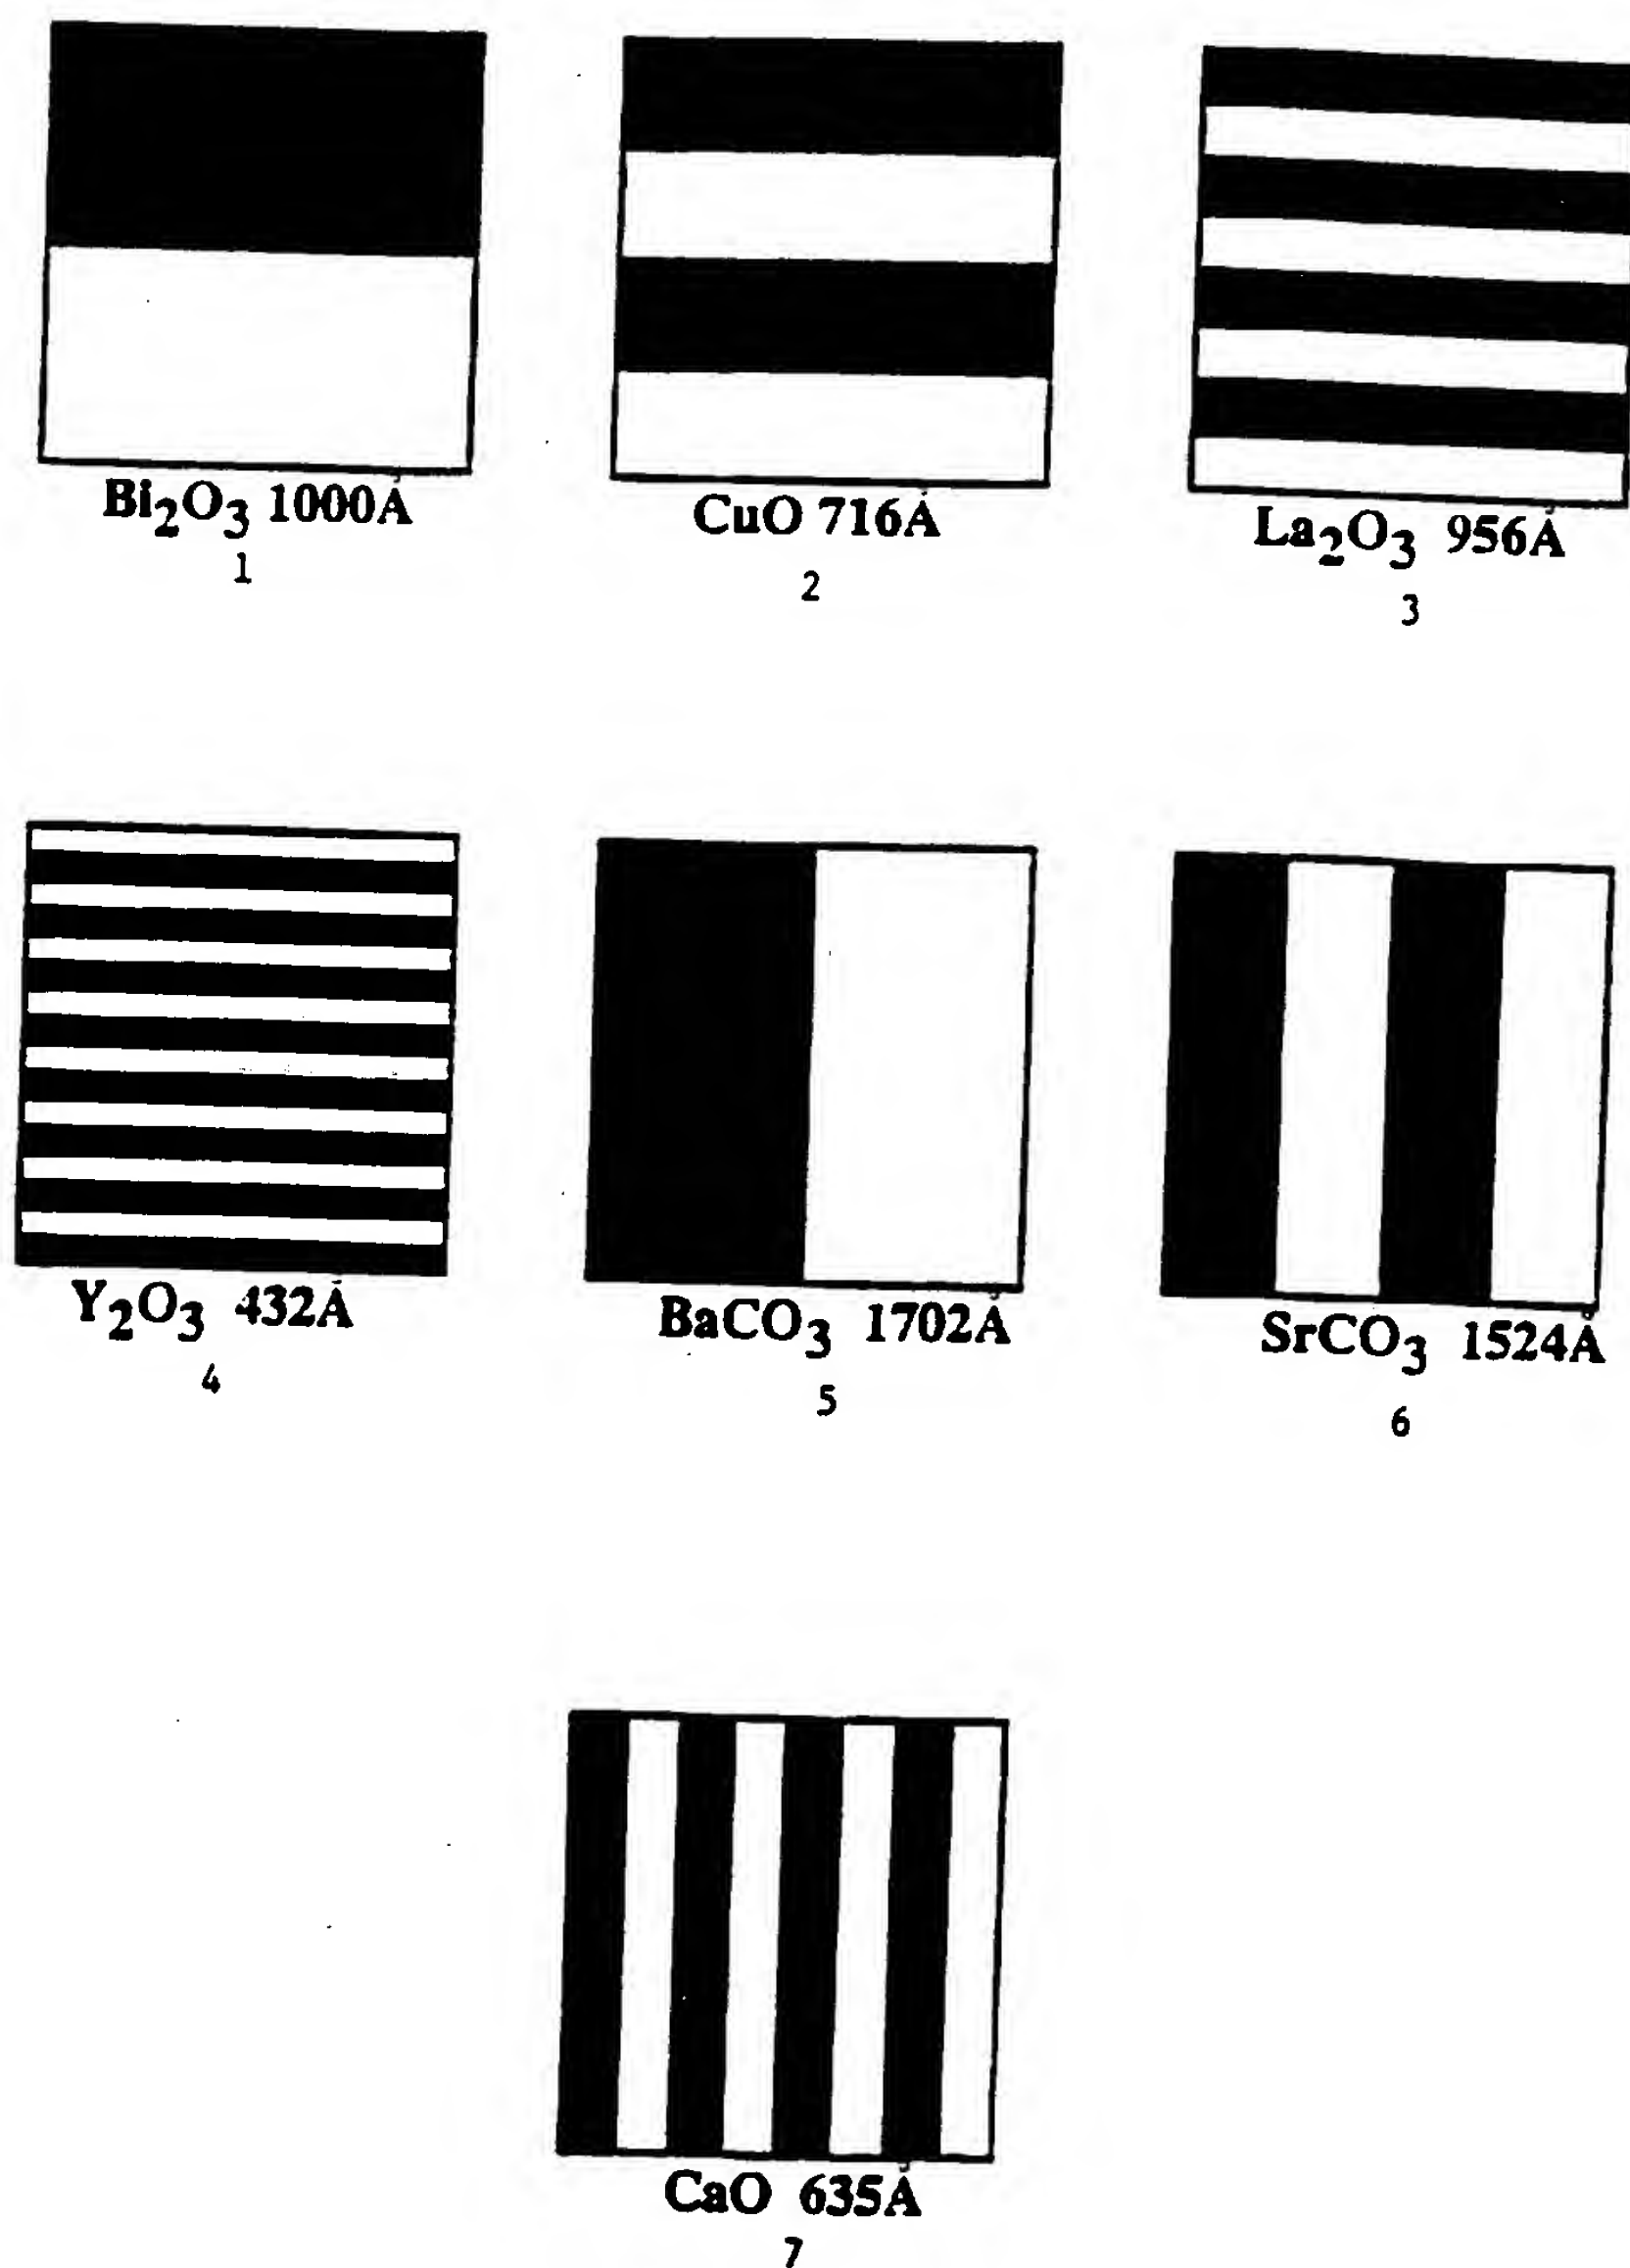 Bi₂O₃ 1000Å
1
CuO 716Å
2
La₂O₃ 956Å
3
Y₂O₃ 432Å
4
BaCO₃ 1702Å
5
SrCO₃ 1524Å
6
CaO 635Å
7